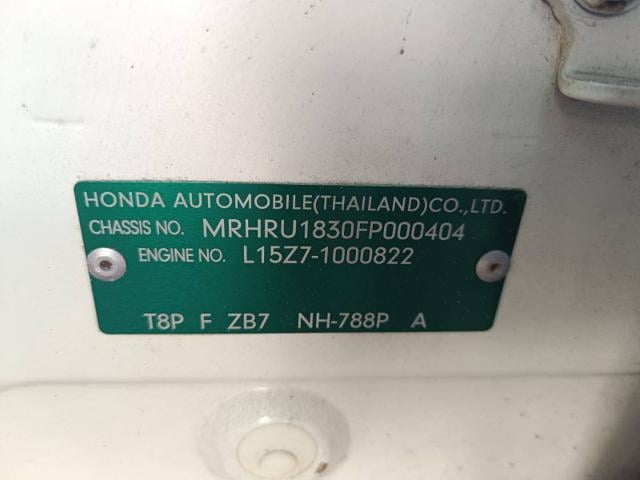 HONDA AUTOMOBILE(THAILAND)CO.,LTD.
CHASSIS NO. MRHRU1830FP000404
ENGINE NO. L15Z7-1000822
T8P F ZB7 NH-788P A